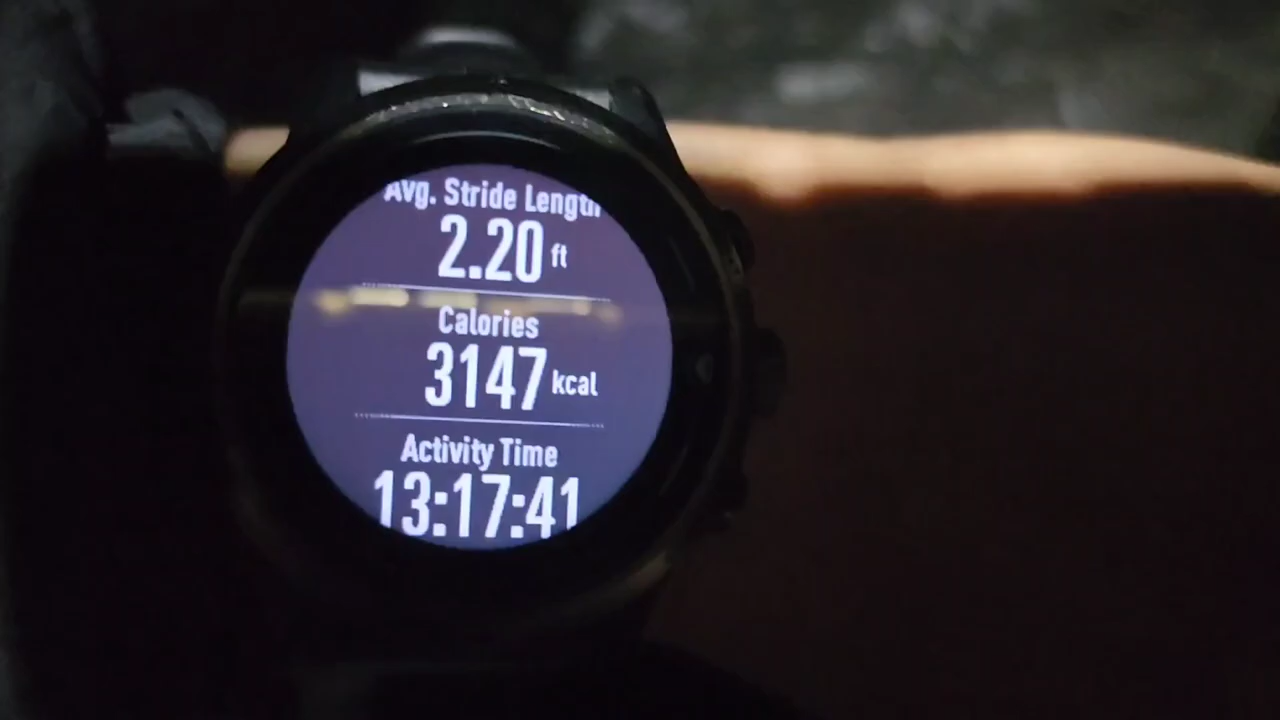 Avg. Stride Length
2.20 ft
Calories
3147 kcal
Activity Time
13:17:41